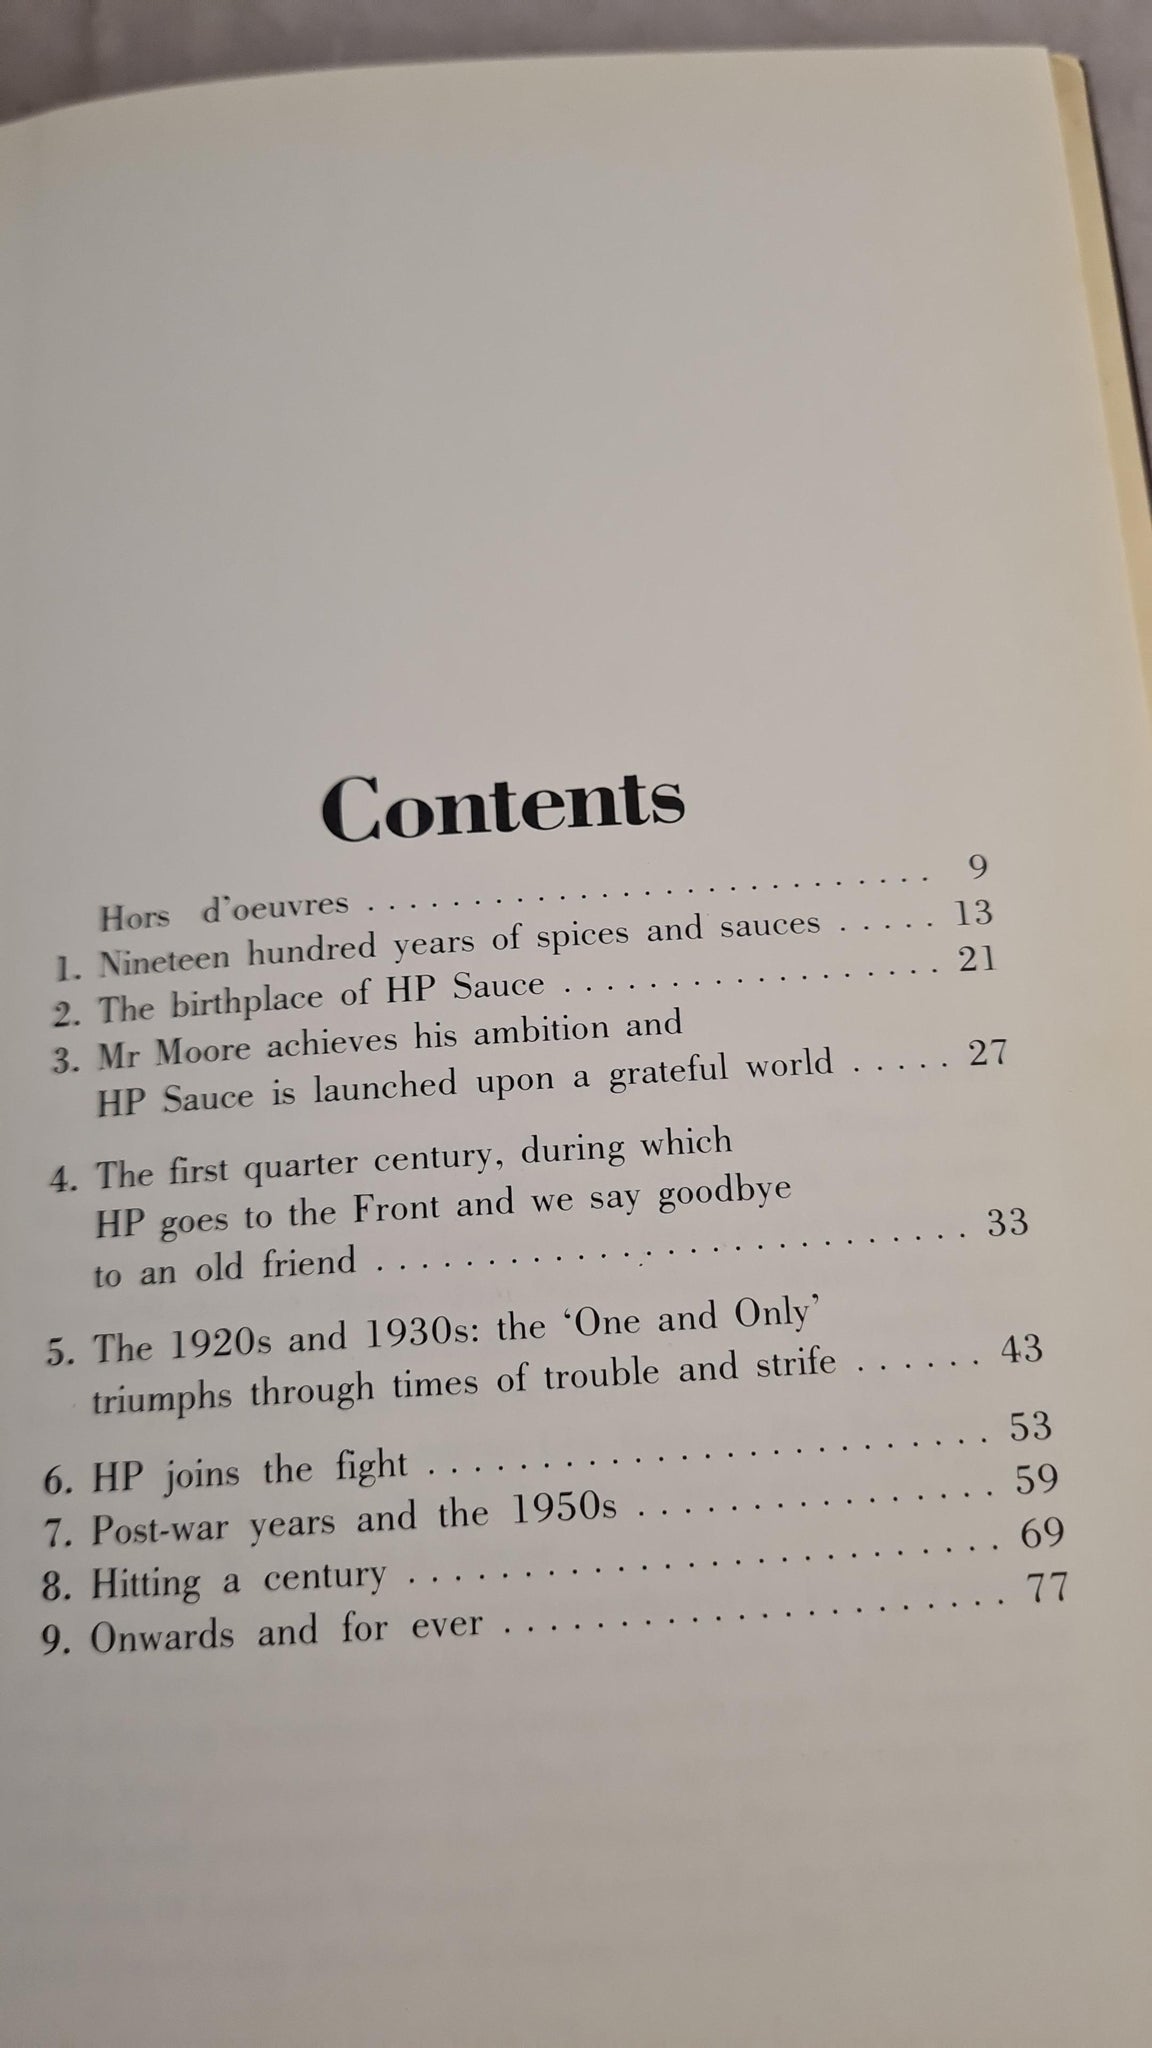 Contents
Hors d'oeuvres . . . . . . . . . . . . . . . . . . . . . . . . . . . 9
1. Nineteen hundred years of spices and sauces . . . . . 13
2. The birthplace of HP Sauce . . . . . . . . . . . . . . . . . . 21
3. Mr Moore achieves his ambition and
HP Sauce is launched upon a grateful world . . . . . 27
4. The first quarter century, during which
HP goes to the Front and we say goodbye
to an old friend . . . . . . . . . . . . . . . . . . . . . . . . . . . 33
5. The 1920s and 1930s: the ‘One and Only’
triumphs through times of trouble and strife . . . . . . 43
6. HP joins the fight . . . . . . . . . . . . . . . . . . . . . . . . . 53
7. Post-war years and the 1950s . . . . . . . . . . . . . . . . 59
8. Hitting a century . . . . . . . . . . . . . . . . . . . . . . . . . . 69
9. Onwards and for ever . . . . . . . . . . . . . . . . . . . . . . 77